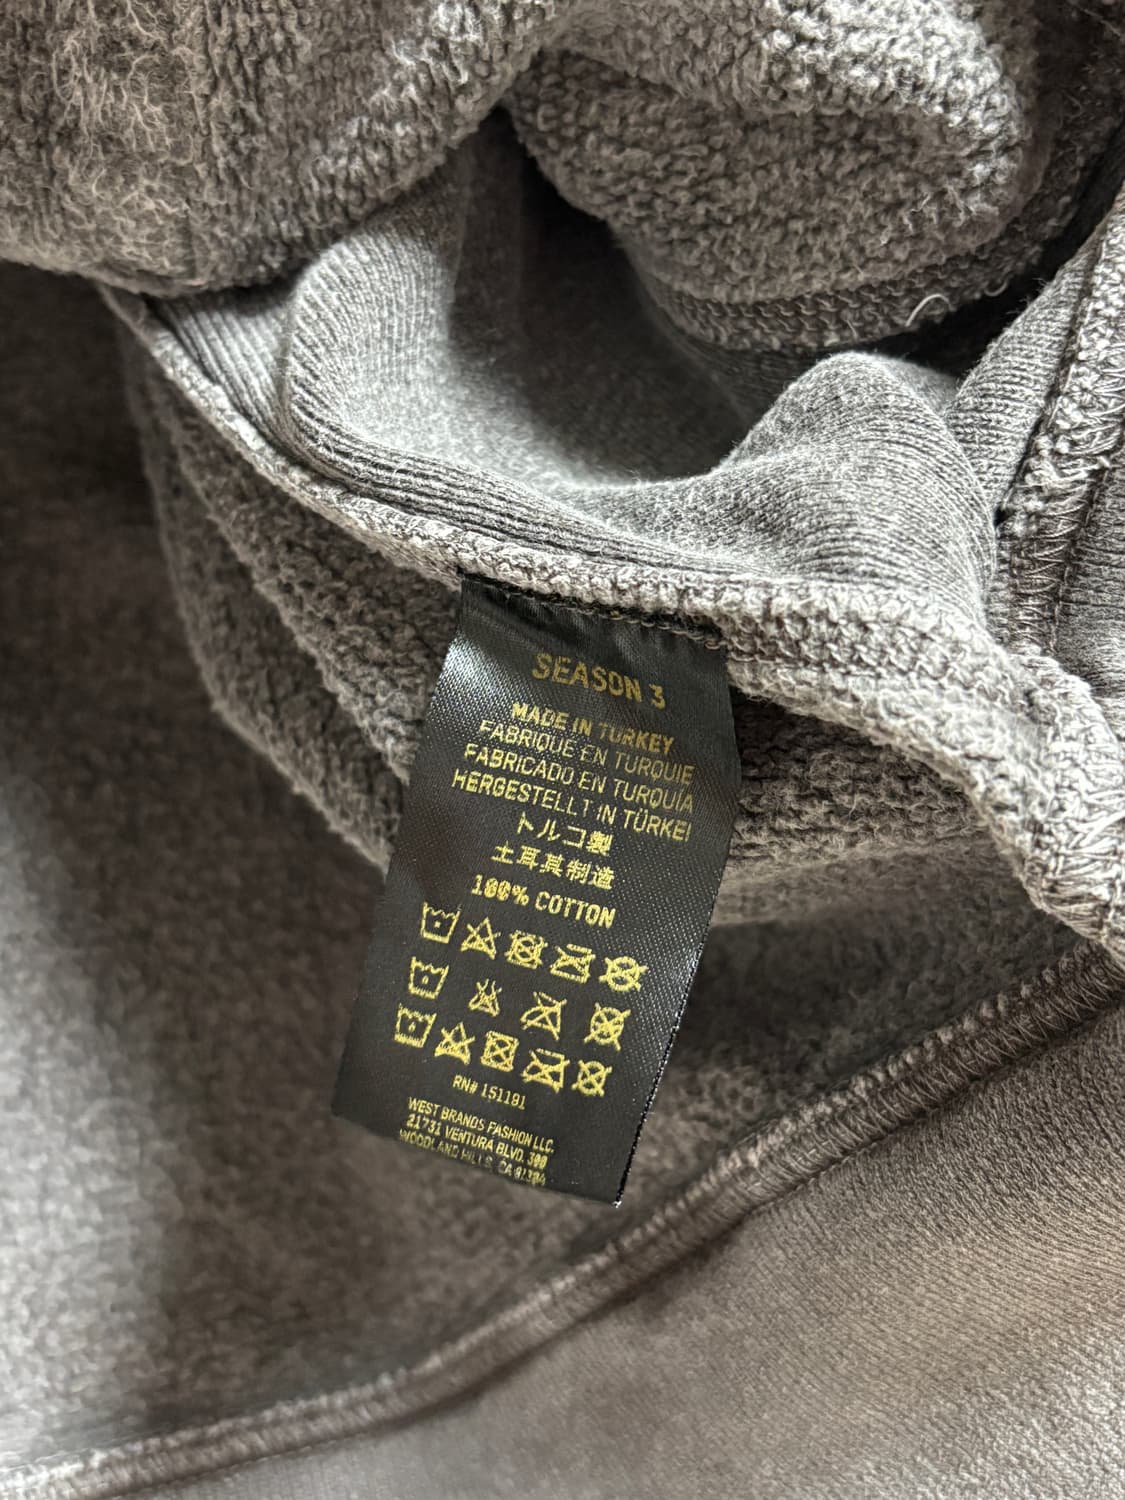 SEASON 3
MADE IN TURKEY
FABRIQUE EN TURQUIE
FABRICADO EN TURQUÍA
HERGESTELLT IN TÜRKEI
トルコ製
土耳其制造
100% COTTON
RN# 151191
WEST BRANDS FASHION LLC.
21731 VENTURA BLVD. 300
WOODLAND HILLS, CA 91364